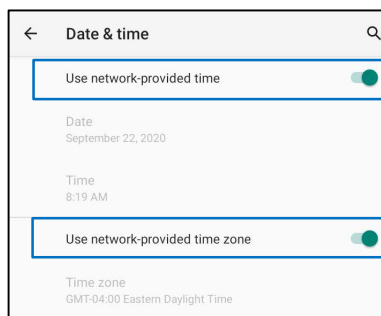 Date & time
Use network-provided time
Date
September 22, 2020
Time
8:19 AM
Use network-provided time zone
Time zone
GMT-04:00 Eastern Daylight Time